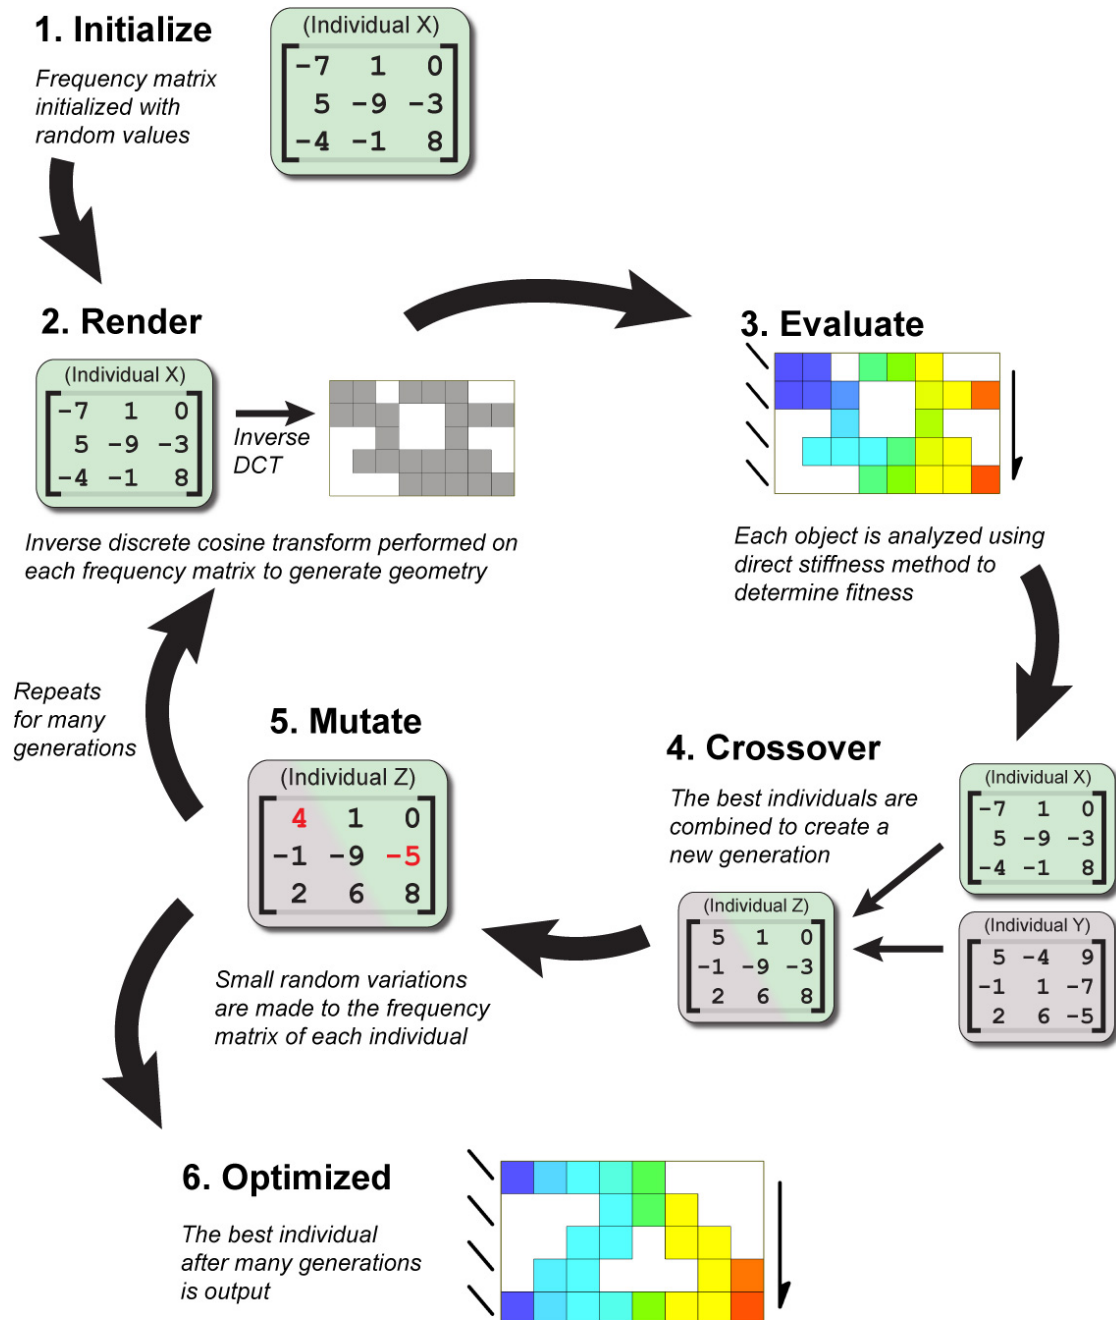 1. Initialize
Frequency matrix
initialized with
random values
(Individual X)
-7 1 0
5 -9 -3
-4 -1 8
2. Render
(Individual X)
-7 1 0
5 -9 -3
-4 -1 8
Inverse
DCT
Inverse discrete cosine transform performed on
each frequency matrix to generate geometry
3. Evaluate
Each object is analyzed using
direct stiffness method to
determine fitness
4. Crossover
The best individuals are
combined to create a
new generation
(Individual X)
-7 1 0
5 -9 -3
-4 -1 8
(Individual Y)
5 -4 9
-1 1 -7
2 6 -5
(Individual Z)
5 1 0
-1 -9 -3
2 6 8
5. Mutate
(Individual Z)
4 1 0
-1 -9 -5
2 6 8
Small random variations
are made to the frequency
matrix of each individual
Repeats
for many
generations
6. Optimized
The best individual
after many generations
is output